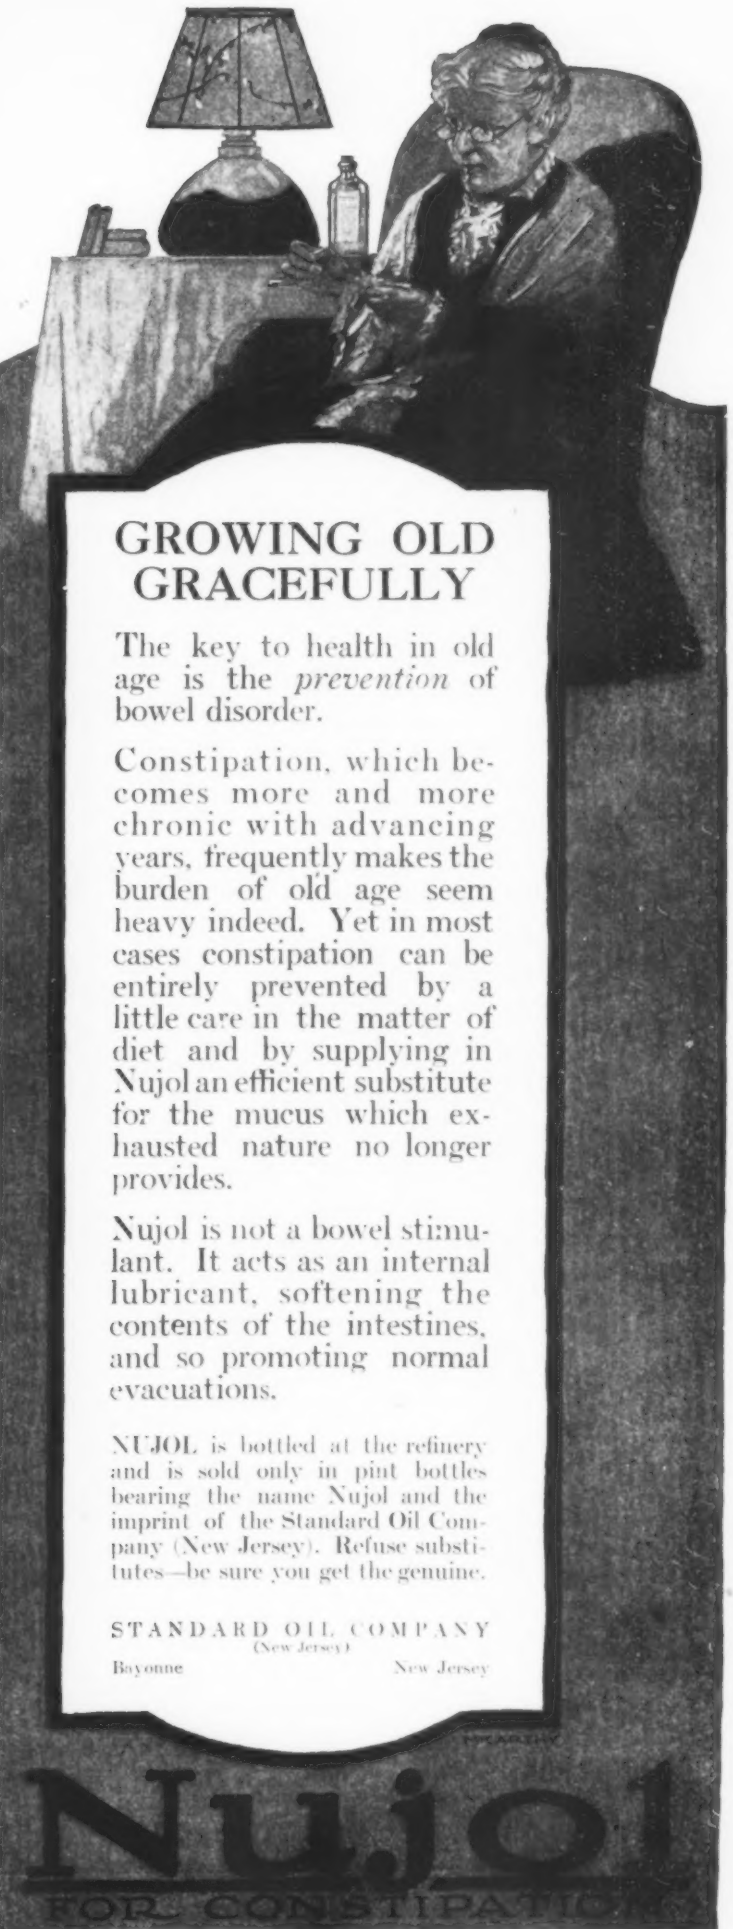 GROWING OLD
GRACEFULLY
The key to health in old
age is the prevention of
bowel disorder.
Constipation, which be-
comes more and more
chronic with advancing
years, frequently makes the
burden of old age seem
heavy indeed. Yet in most
cases constipation can be
entirely prevented by a
little care in the matter of
diet and by supplying in
Nujol an efficient substitute
for the mucus which ex-
hausted nature no longer
provides.
Nujol is not a bowel stimu-
lant. It acts as an internal
lubricant, softening the
contents of the intestines,
and so promoting normal
evacuations.
NUJOL is bottled at the refinery
and is sold only in pint bottles
bearing the name Nujol and the
imprint of the Standard Oil Com-
pany (New Jersey). Refuse substi-
tutes—be sure you get the genuine.
STANDARD OIL COMPANY
(New Jersey)
Bayonne New Jersey
Nujol
FOR CONSTIPATION